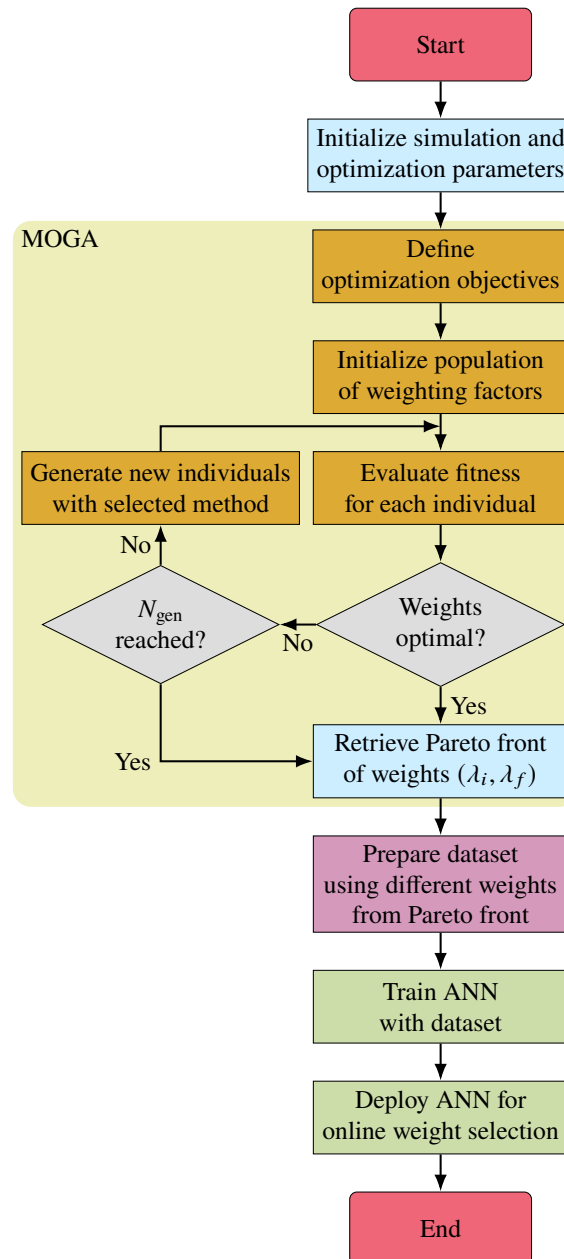 Start
Initialize simulation and
optimization parameters
MOGA
Define
optimization objectives
Initialize population
of weighting factors
Generate new individuals
with selected method
Evaluate fitness
for each individual
No
N_gen
reached?
No
Weights
optimal?
Yes
Yes
Retrieve Pareto front
of weights (λ_i, λ_f)
Prepare dataset
using different weights
from Pareto front
Train ANN
with dataset
Deploy ANN for
online weight selection
End